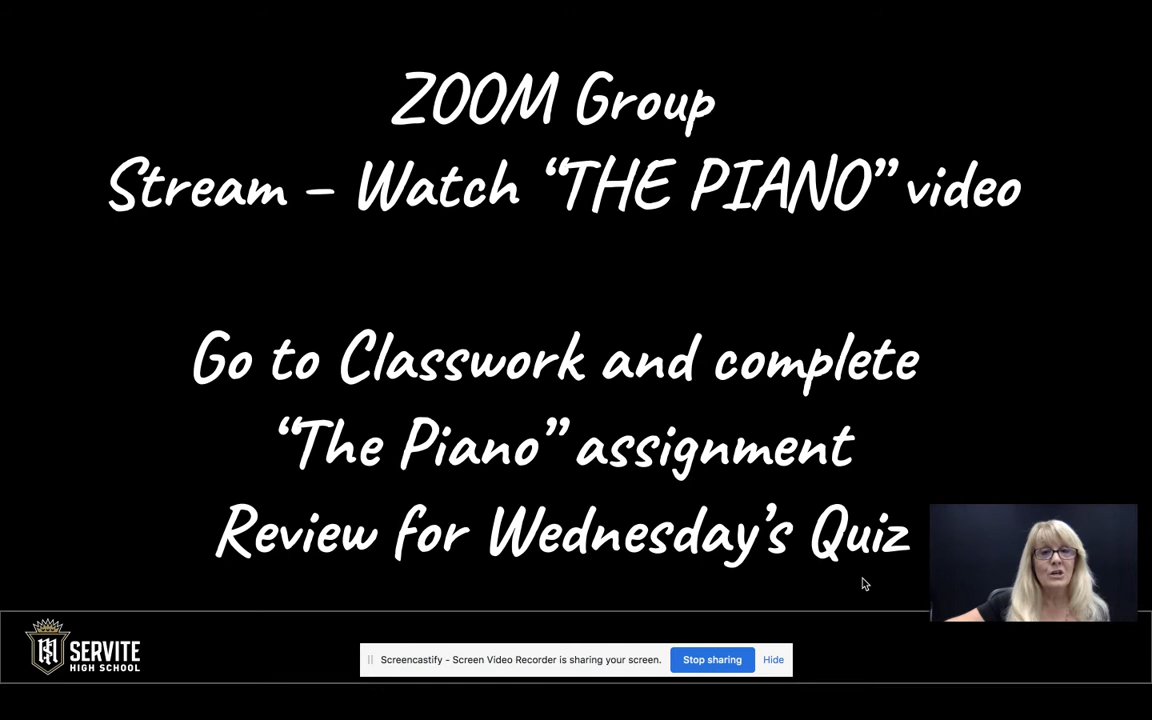 ZOOM Group
Stream – Watch “THE PIANO” video
Go to Classwork and complete
“The Piano” assignment
Review for Wednesday’s Quiz
SERVITE
HIGH SCHOOL
Screencastify - Screen Video Recorder is sharing your screen.
Stop sharing
Hide